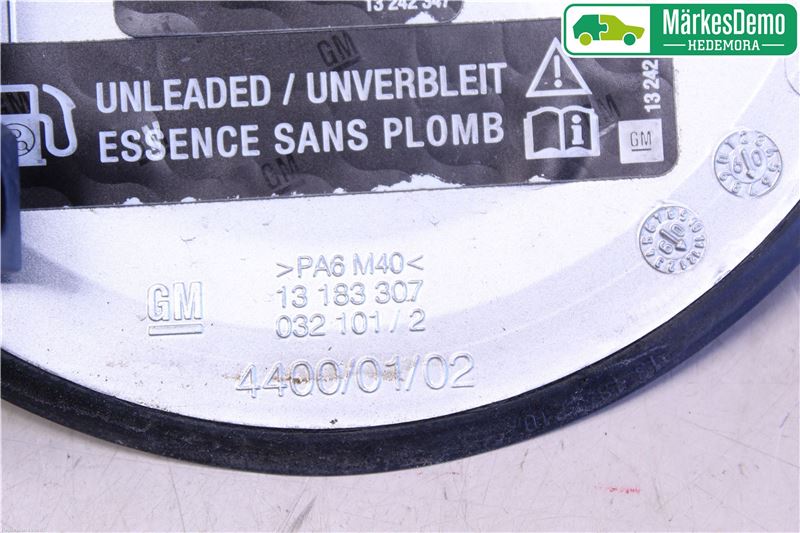 13 242 347
GM
MärkesDemo
HEDEMORA
UNLEADED / UNVERBLEIT
ESSENCE SANS PLOMB
13 242
GM
GM
>PA6 M40<
13 183 307
032 101 / 2
4400/01/02
GM